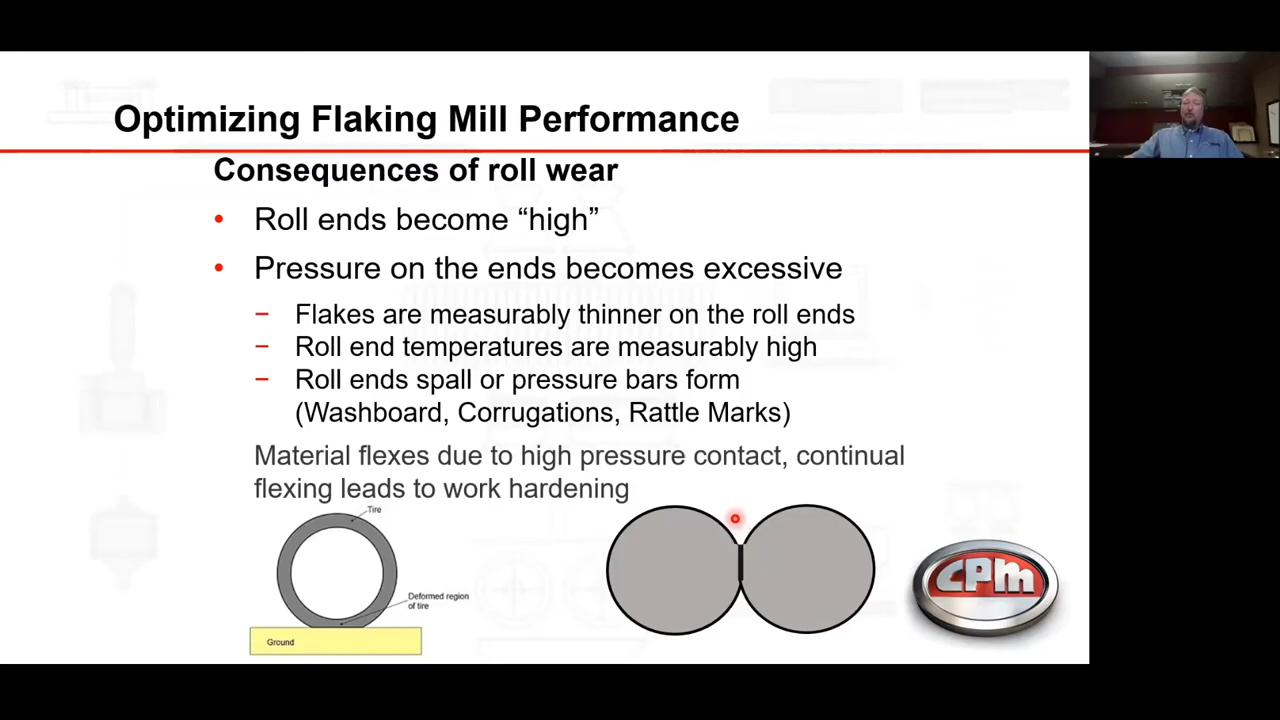 Optimizing Flaking Mill Performance
Consequences of roll wear
• Roll ends become “high”
• Pressure on the ends becomes excessive
− Flakes are measurably thinner on the roll ends
− Roll end temperatures are measurably high
− Roll ends spall or pressure bars form
(Washboard, Corrugations, Rattle Marks)
Material flexes due to high pressure contact, continual
flexing leads to work hardening
Tire
Deformed region
of tire
Ground
CPM